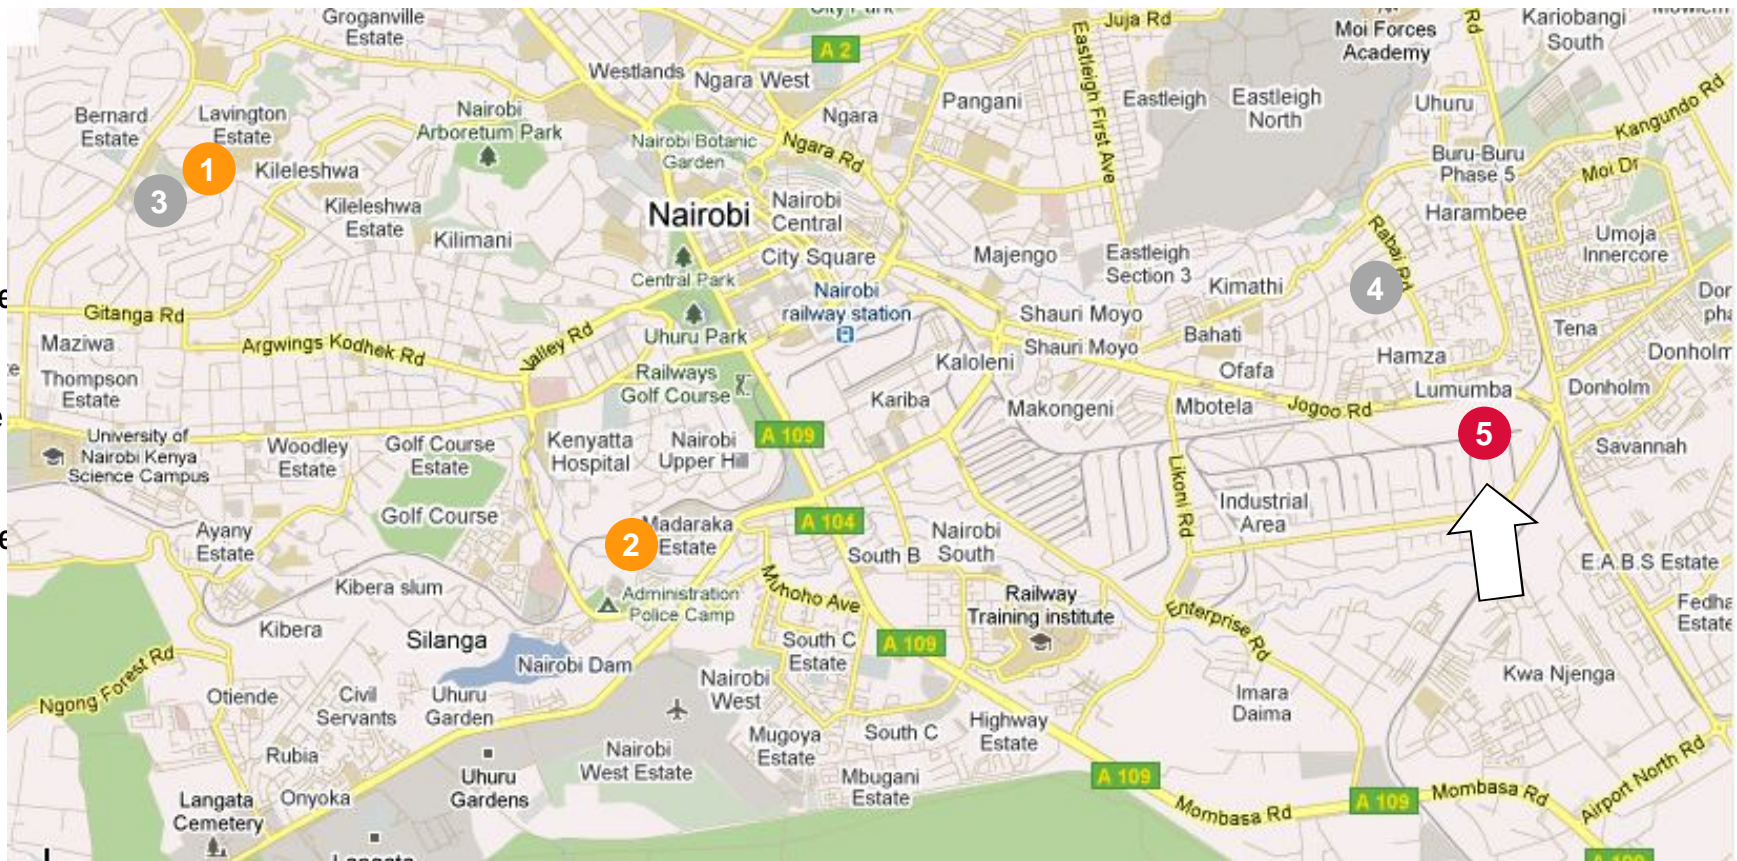 Groganville
Estate
City Park
Juja Rd
Rd
Moi Forces
Academy
Kariobangi
South
A 2
Westlands
Ngara West
Eastleigh First Ave
Bernard
Estate
Lavington
Estate
Nairobi
Arboretum Park
Ngara
Pangani
Eastleigh
Eastleigh
North
Uhuru
Kangundo Rd
Nairobi Botanic
Garden
Ngara Rd
Buru-Buru
Phase 5
Moi Dr
1
Kileleshwa
3
Kileleshwa
Estate
Kilimani
Nairobi
Nairobi
Central
City Square
Majengo
Eastleigh
Section 3
Harambee
Umoja
Innercore
Rabai Rd
Kimathi
4
Central Park
Nairobi
railway station
Gitanga Rd
Uhuru Park
Shauri Moyo
Shauri Moyo
Bahati
Tena
Maziwa
Argwings Kodhek Rd
Valley Rd
Kaloleni
Hamza
Donholm
Thompson
Estate
Railways
Golf Course
Kariba
Makongeni
Ofafa
Mbotela
Jogoo Rd
Lumumba
Donholm
University of
Nairobi Kenya
Science Campus
Woodley
Estate
Golf Course
Estate
Kenyatta
Hospital
Nairobi
Upper Hill
A 109
5
Savannah
Likoni Rd
Industrial
Area
Golf Course
Ayany
Estate
2
Madaraka
Estate
A 104
South B
Nairobi
South
E.A.B.S Estate
Kibera slum
Administration
Police Camp
Muhoho Ave
Railway
Training institute
Enterprise Rd
Fedha
Estate
Kibera
Silanga
South C
Estate
A 109
Nairobi Dam
Ngong Forest Rd
Otiende
Civil
Servants
Uhuru
Garden
Nairobi
West
Imara
Daima
Kwa Njenga
Rubia
Uhuru
Gardens
Nairobi
West Estate
Mugoya
Estate
South C
Highway
Estate
Mbugani
Estate
A 109
Mombasa Rd
A 109
Mombasa Rd
Airport North Rd
Langata
Cemetery
Onyoka
Langata